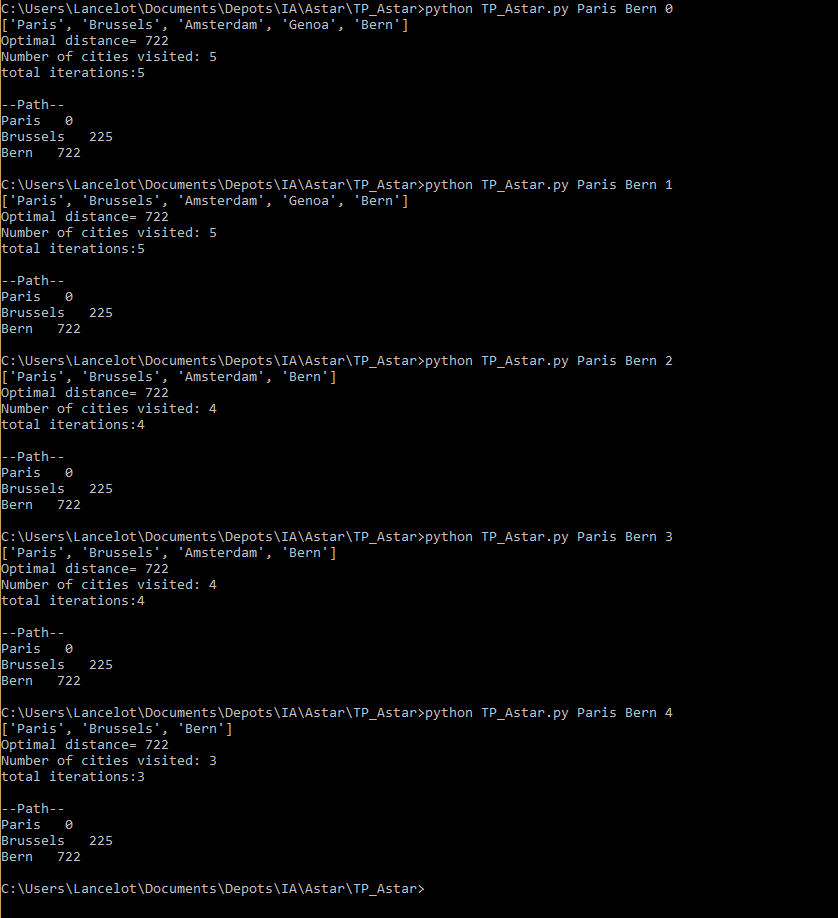 C:\Users\Lancelot\Documents\Depots\IA\Astar\TP_Astar>python TP_Astar.py Paris Bern 0
['Paris', 'Brussels', 'Amsterdam', 'Genoa', 'Bern']
Optimal distance= 722
Number of cities visited: 5
total iterations:5

--Path--
Paris   0
Brussels   225
Bern   722

C:\Users\Lancelot\Documents\Depots\IA\Astar\TP_Astar>python TP_Astar.py Paris Bern 1
['Paris', 'Brussels', 'Amsterdam', 'Genoa', 'Bern']
Optimal distance= 722
Number of cities visited: 5
total iterations:5

--Path--
Paris   0
Brussels   225
Bern   722

C:\Users\Lancelot\Documents\Depots\IA\Astar\TP_Astar>python TP_Astar.py Paris Bern 2
['Paris', 'Brussels', 'Amsterdam', 'Bern']
Optimal distance= 722
Number of cities visited: 4
total iterations:4

--Path--
Paris   0
Brussels   225
Bern   722

C:\Users\Lancelot\Documents\Depots\IA\Astar\TP_Astar>python TP_Astar.py Paris Bern 3
['Paris', 'Brussels', 'Amsterdam', 'Bern']
Optimal distance= 722
Number of cities visited: 4
total iterations:4

--Path--
Paris   0
Brussels   225
Bern   722

C:\Users\Lancelot\Documents\Depots\IA\Astar\TP_Astar>python TP_Astar.py Paris Bern 4
['Paris', 'Brussels', 'Bern']
Optimal distance= 722
Number of cities visited: 3
total iterations:3

--Path--
Paris   0
Brussels   225
Bern   722

C:\Users\Lancelot\Documents\Depots\IA\Astar\TP_Astar>